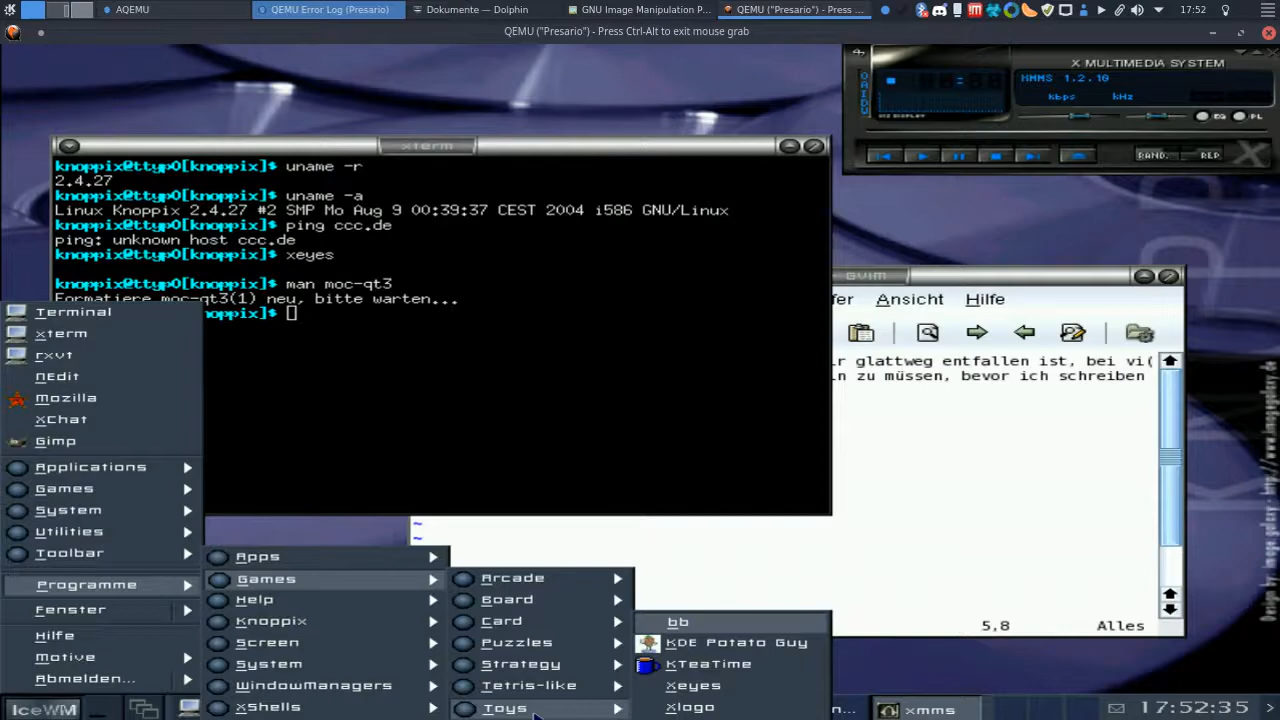 AQEMU
QEMU Error Log (Presario)
Dokumente — Dolphin
GNU Image Manipulation P...
QEMU ("Presario") - Press ...
17:52
QEMU ("Presario") - Press Ctrl-Alt to exit mouse grab
X MULTIMEDIA SYSTEM
XMMS 1.2.10
kbps kHz
EQ PL
RAND. REP
xterm
knoppix@ttyp0[knoppix]$ uname -r
2.4.27
knoppix@ttyp0[knoppix]$ uname -a
Linux Knoppix 2.4.27 #2 SMP Mo Aug 9 00:39:37 CEST 2004 i586 GNU/Linux
knoppix@ttyp0[knoppix]$ ping ccc.de
ping: unknown host ccc.de
knoppix@ttyp0[knoppix]$ xeyes
knoppix@ttyp0[knoppix]$ man moc-qt3
Formatiere moc-qt3(1) neu, bitte warten...
noppix]$
GVIM
fer Ansicht Hilfe
r glattweg entfallen ist, bei vi(
n zu müssen, bevor ich schreiben
~
~
5,8 Alles
Terminal
xterm
rxvt
NEdit
Mozilla
XChat
Gimp
Applications
Games
System
Utilities
Toolbar
Programme
Fenster
Hilfe
Motive
Abmelden...
Apps
Games
Help
Knoppix
Screen
System
WindowManagers
XShells
Arcade
Board
Card
Puzzles
Strategy
Tetris-like
Toys
bb
KDE Potato Guy
KTeaTime
Xeyes
Xlogo
IceWM
xmms
17:52:35